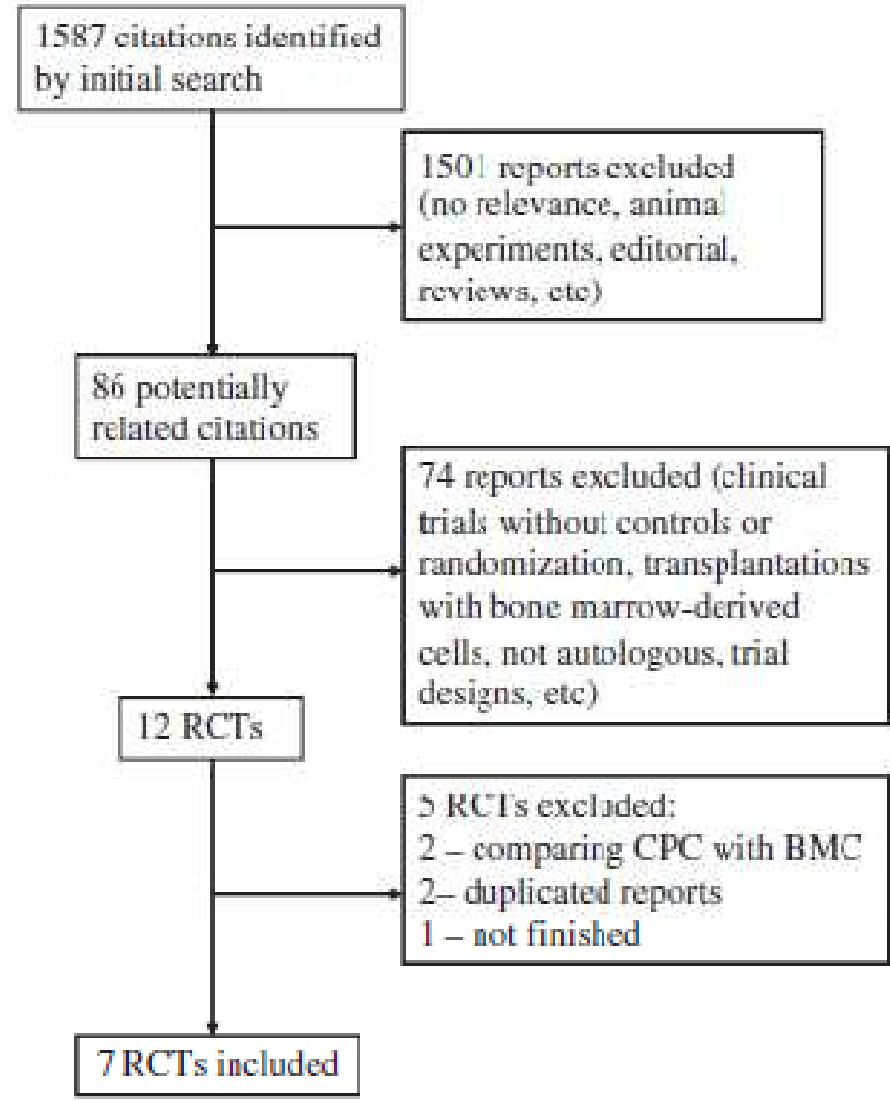 1587 citations identified
by initial search
1501 reports excluded
(no relevance, animal
experiments, editorial,
reviews, etc)
86 potentially
related citations
74 reports excluded (clinical
trials without controls or
randomization, transplantations
with bone marrow-derived
cells, not autologous, trial
designs, etc)
12 RCTs
5 RCTs excluded:
2 – comparing CPC with BMC
2– duplicated reports
1 – not finished
7 RCTs included